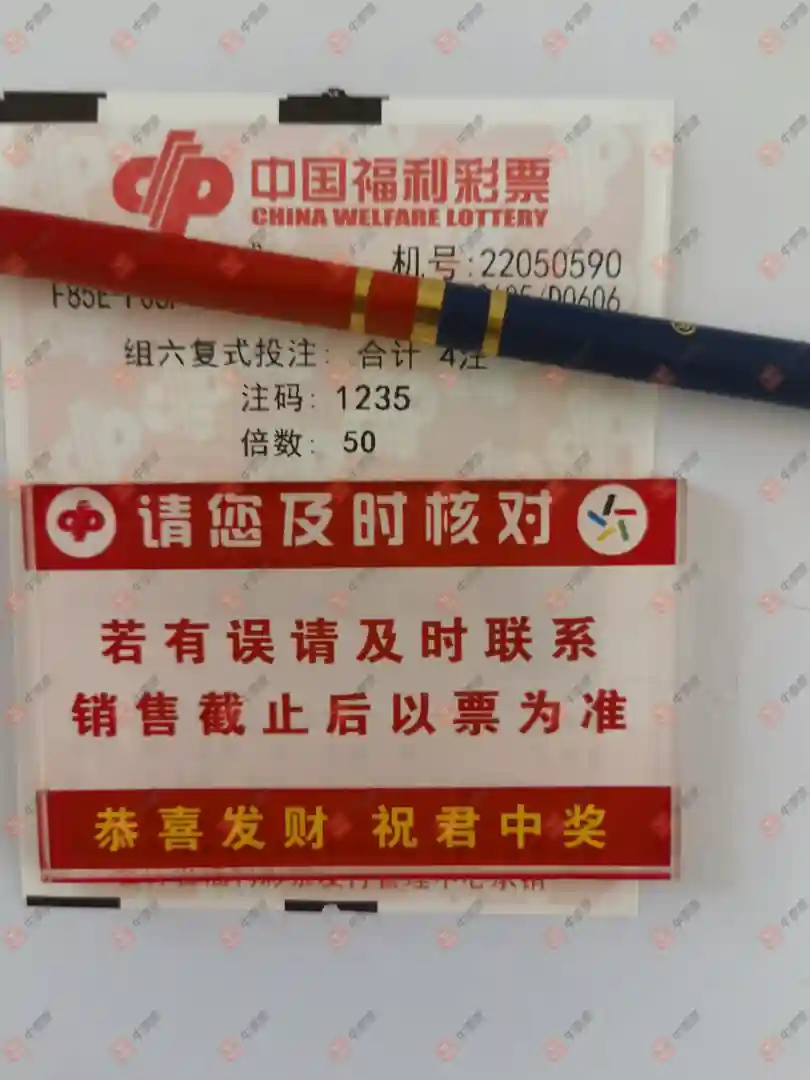 中国福利彩票
CHINA WELFARE LOTTERY
机号:22050590
D0606
组六复式投注: 合计 4注
注码: 1235
倍数: 50
请您及时核对
若有误请及时联系
销售截止后以票为准
恭喜发财 祝君中奖